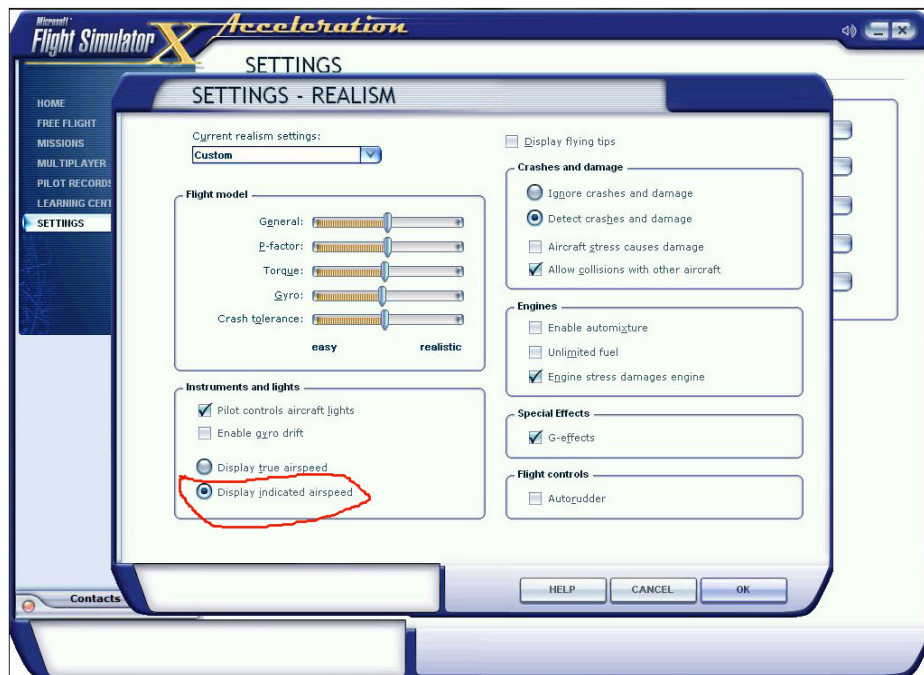 Microsoft
Flight Simulator X Acceleration
SETTINGS
SETTINGS - REALISM
HOME
FREE FLIGHT
MISSIONS
MULTIPLAYER
PILOT RECORDS
LEARNING CENT
SETTINGS
Current realism settings:
Custom
Flight model
General:
P-factor:
Torque:
Gyro:
Crash tolerance:
easy realistic
Instruments and lights
Pilot controls aircraft lights
Enable gyro drift
Display true airspeed
Display indicated airspeed
Display flying tips
Crashes and damage
Ignore crashes and damage
Detect crashes and damage
Aircraft stress causes damage
Allow collisions with other aircraft
Engines
Enable automixture
Unlimited fuel
Engine stress damages engine
Special Effects
G-effects
Flight controls
Autorudder
HELP CANCEL OK
Contacts